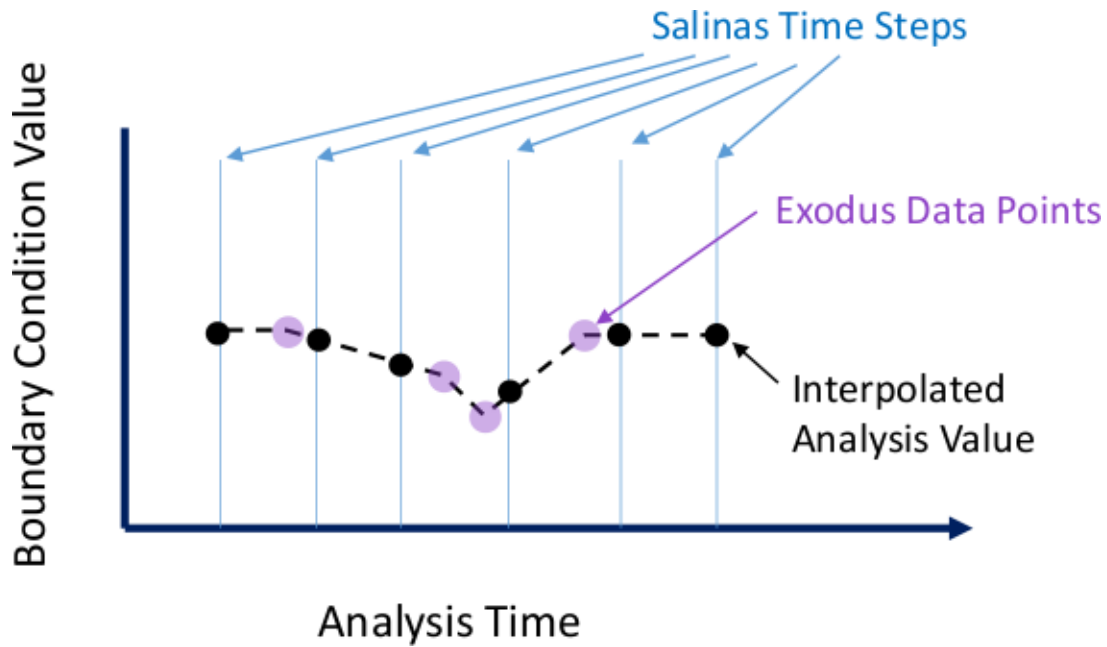 Salinas Time Steps
Boundary Condition Value
Exodus Data Points
Interpolated
Analysis Value
Analysis Time